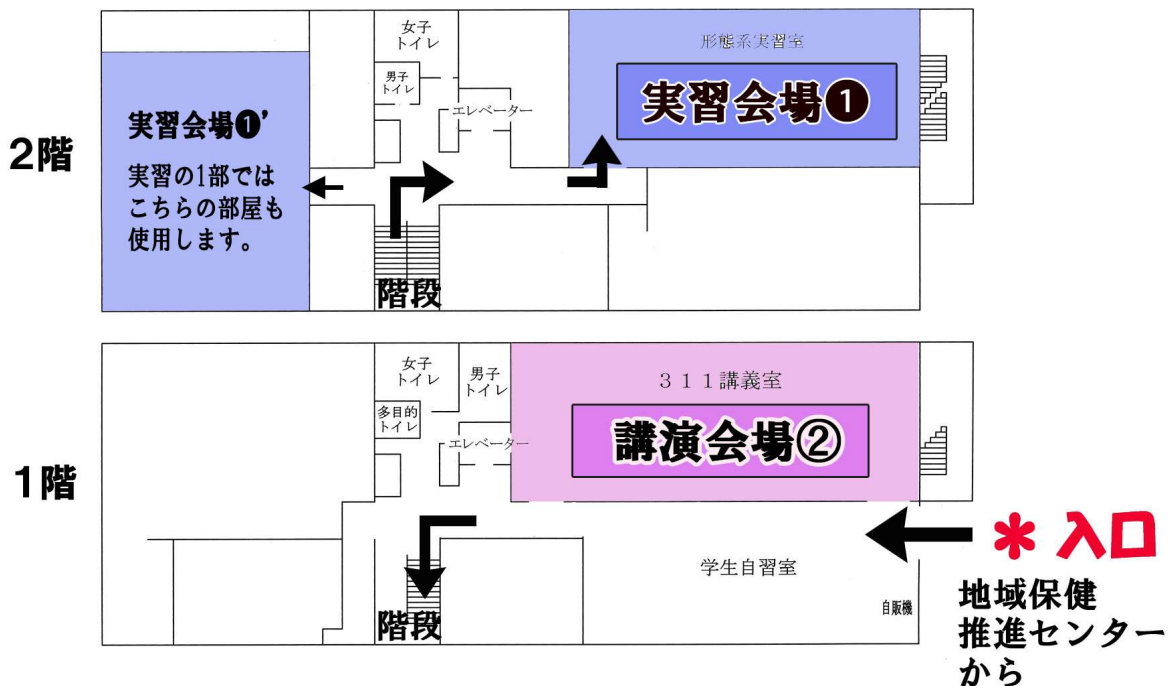 2階
女子
トイレ
男子
トイレ
エレベーター
形態系実習室
実習会場❶
実習会場❶’
実習の1部では
こちらの部屋も
使用します。
階段
1階
女子
トイレ
男子
トイレ
多目的
トイレ
エレベーター
311講義室
講演会場②
＊入口
地域保健
推進センター
から
学生自習室
自販機
階段